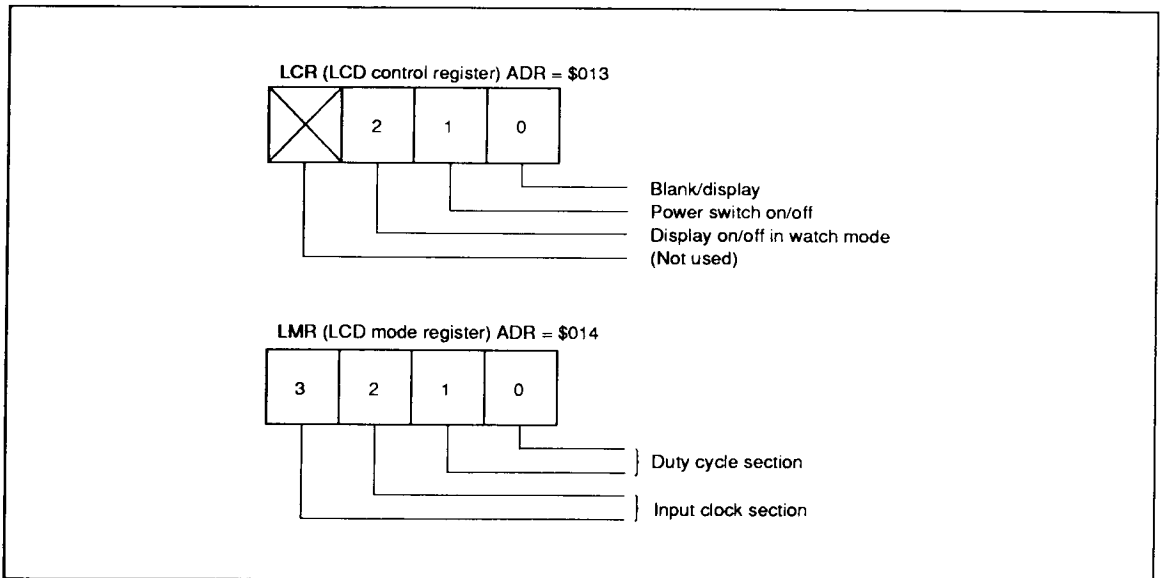 LCR (LCD control register) ADR = $013
2 1 0
Blank/display
Power switch on/off
Display on/off in watch mode
(Not used)
LMR (LCD mode register) ADR = $014
3 2 1 0
Duty cycle section
Input clock section